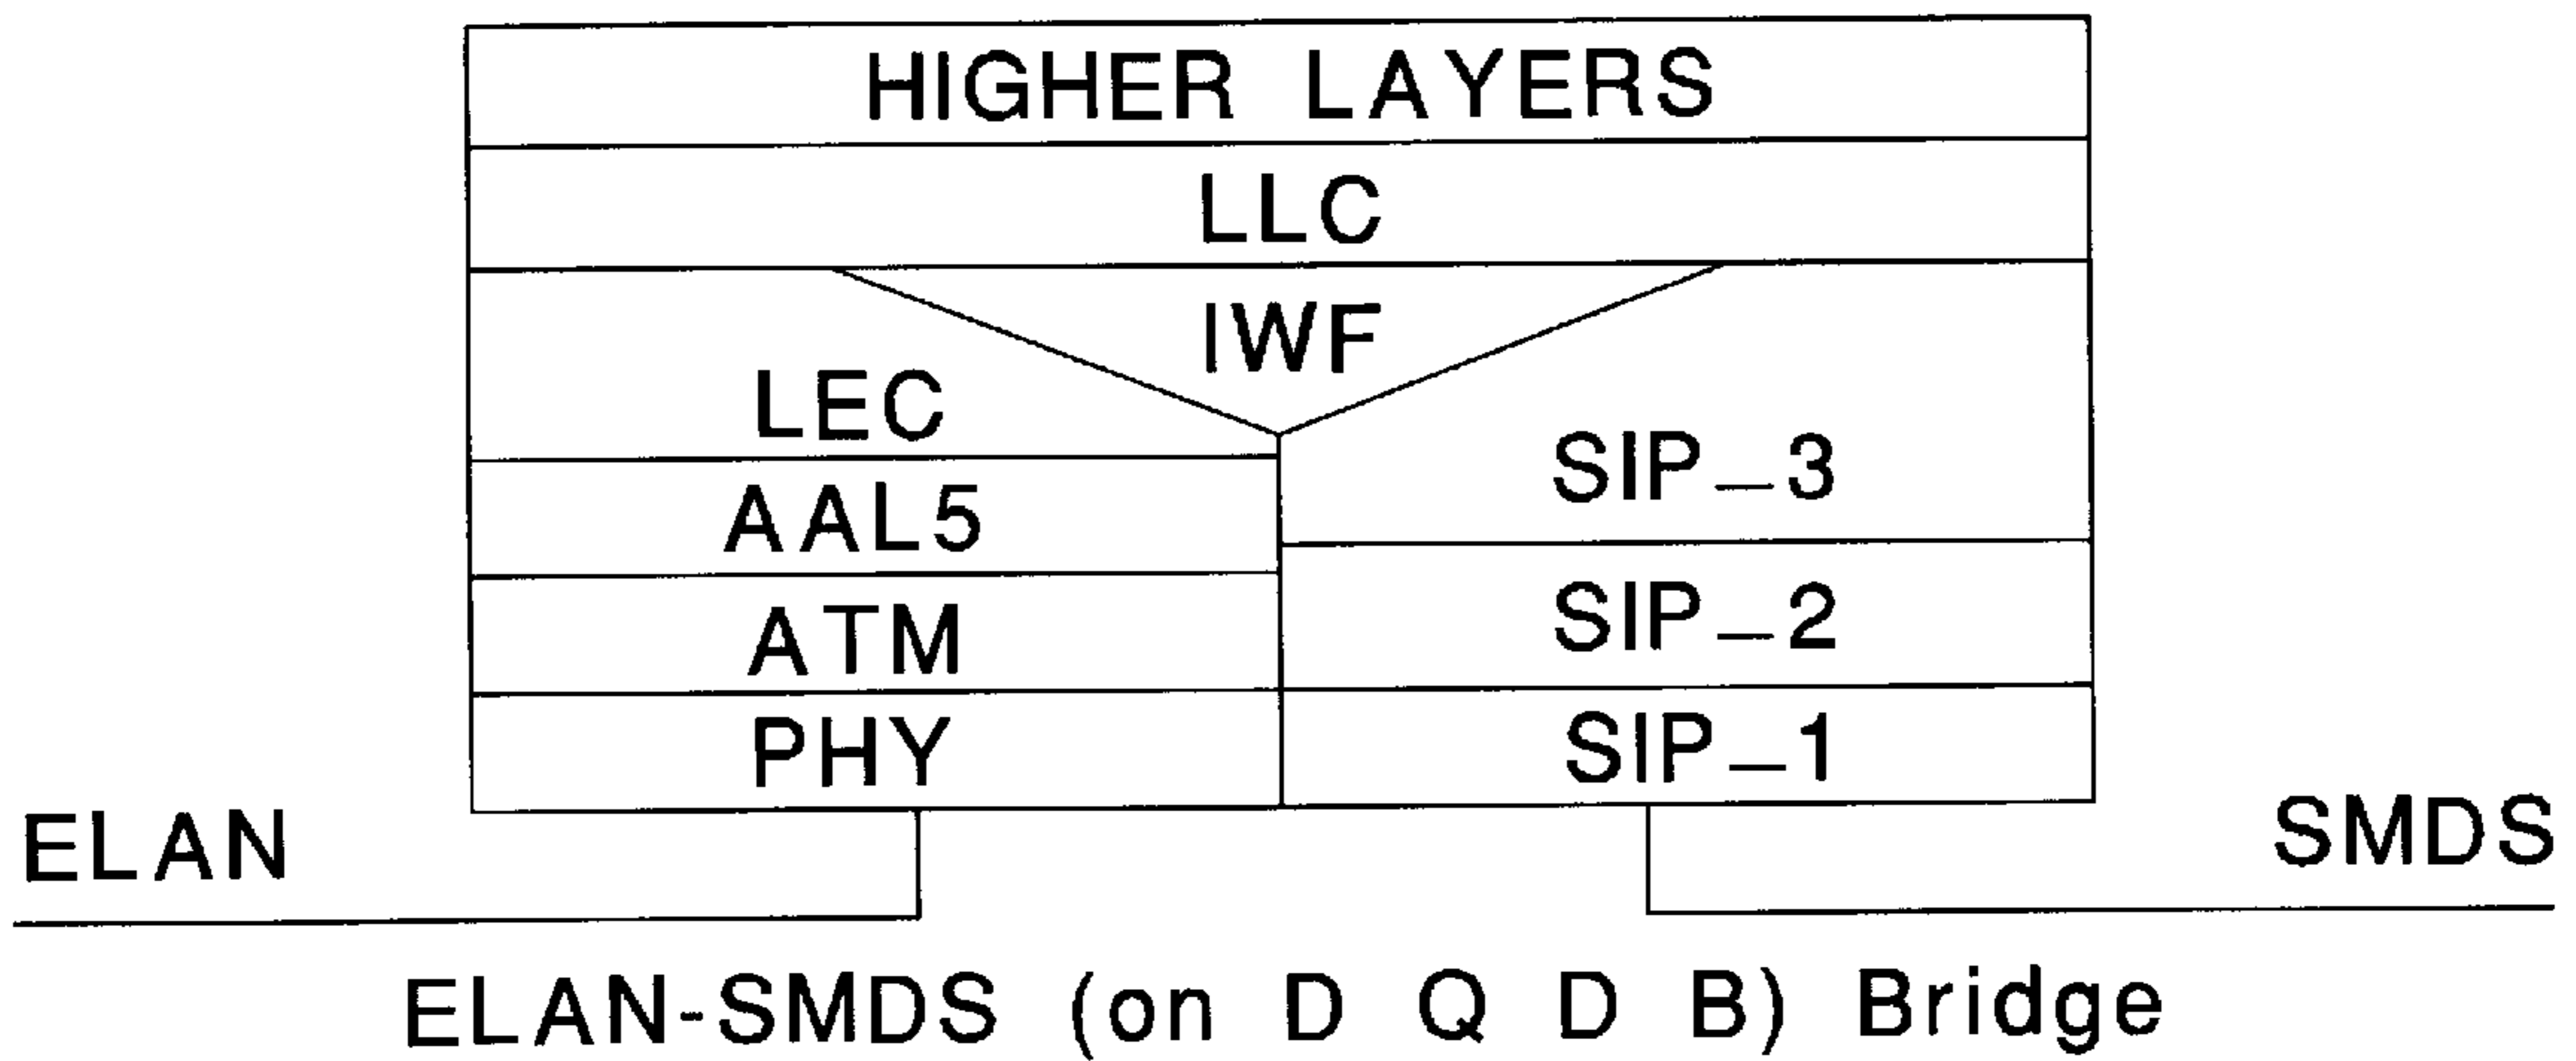 HIGHER LAYERS
LLC
IWF
LEC
AAL5
ATM
PHY
SIP_3
SIP_2
SIP_1
ELAN
SMDS
ELAN-SMDS (on D Q D B) Bridge